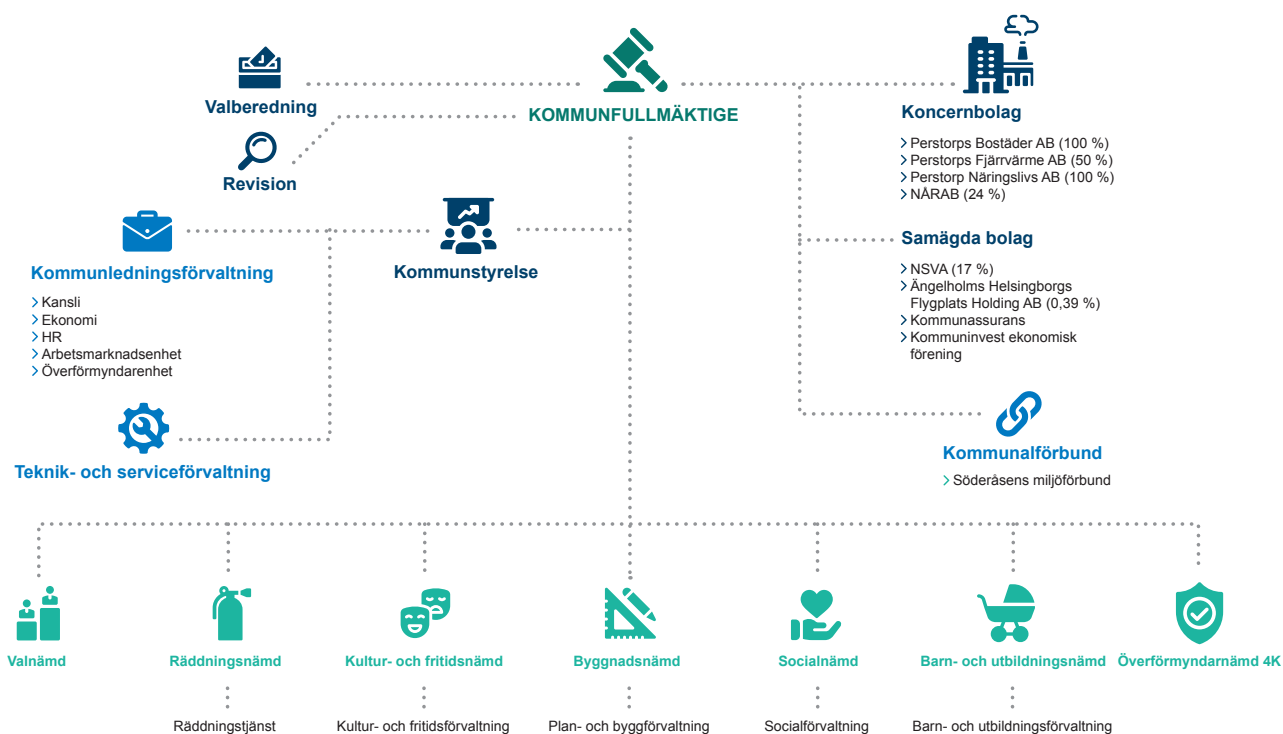 Valberedning
KOMMUNFULLMÄKTIGE
Revision
Koncernbolag
> Perstorps Bostäder AB (100 %)
> Perstorps Fjärrvärme AB (50 %)
> Perstorp Näringslivs AB (100 %)
> NÅRAB (24 %)
Kommunledningsförvaltning
> Kansli
> Ekonomi
> HR
> Arbetsmarknadsenhet
> Överförmyndarenhet
Kommunstyrelse
Samägda bolag
> NSVA (17 %)
> Ängelholms Helsingborgs
Flygplats Holding AB (0,39 %)
> Kommunassurans
> Kommuninvest ekonomisk
förening
Teknik- och serviceförvaltning
Kommunalförbund
> Söderåsens miljöförbund
Valnämd
Räddningsnämd
Kultur- och fritidsnämd
Byggnadsnämd
Socialnämd
Barn- och utbildningsnämd
Överförmyndarnämd 4K
Räddningstjänst
Kultur- och fritidsförvaltning
Plan- och byggförvaltning
Socialförvaltning
Barn- och utbildningsförvaltning